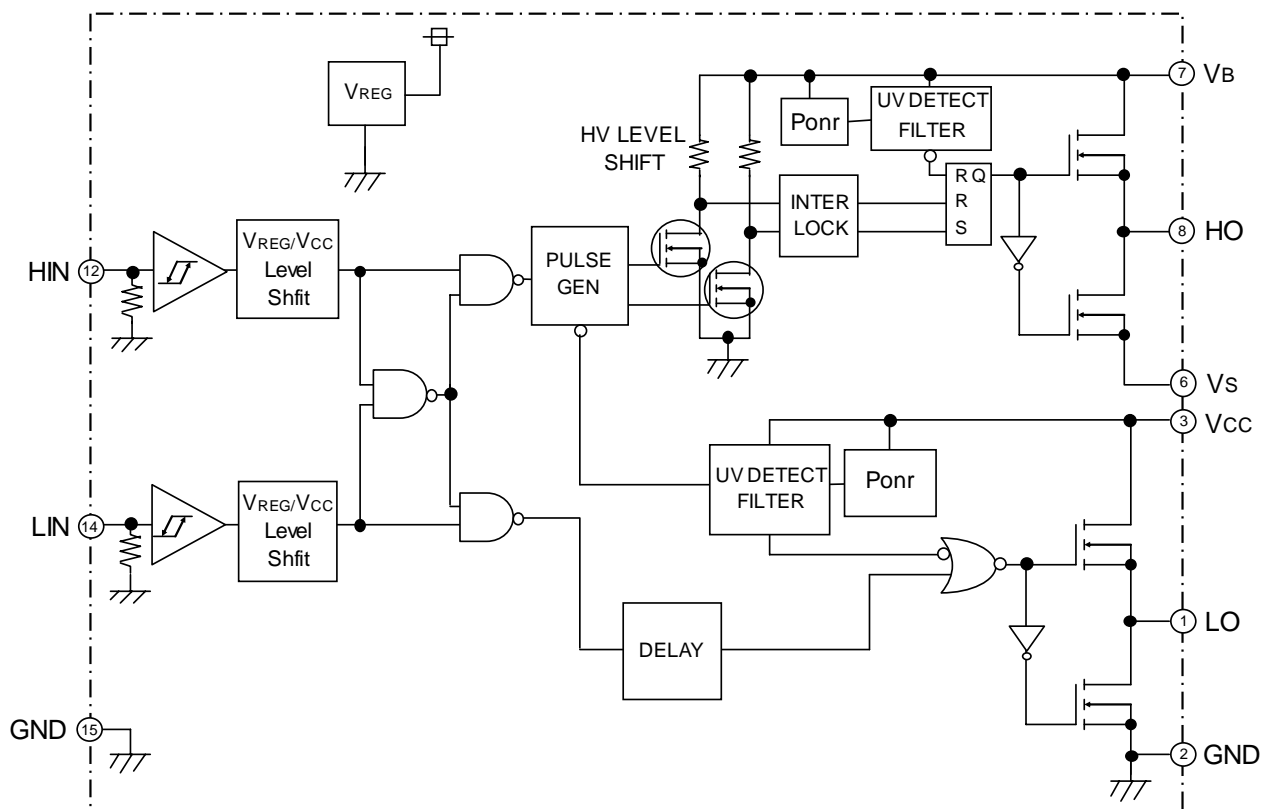 VREG
HV LEVEL
SHIFT
Ponr
UV DETECT
FILTER
7
VB
INTER
LOCK
R Q
R
S
8
HO
HIN
12
VREG/VCC
Level
Shfit
PULSE
GEN
6
VS
3
VCC
UV DETECT
FILTER
Ponr
LIN
14
VREG/VCC
Level
Shfit
DELAY
1
LO
GND
15
2
GND